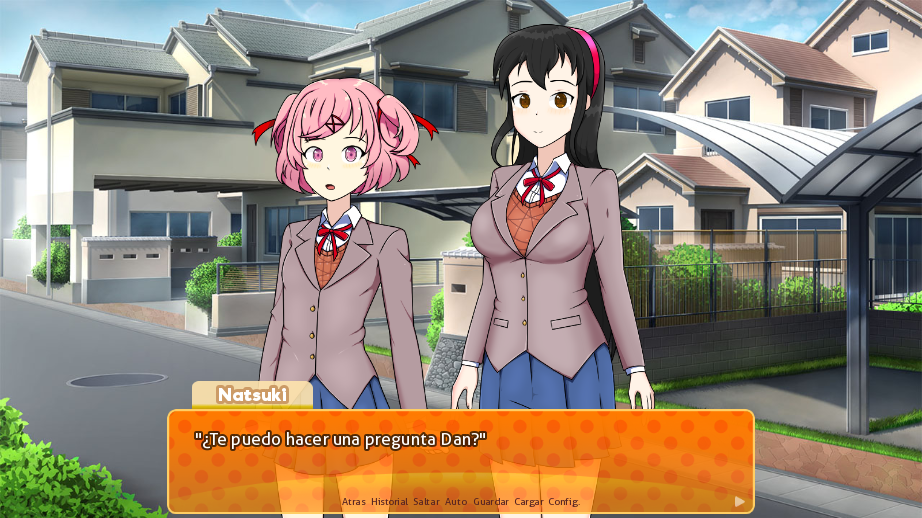 Natsuki
"¿Te puedo hacer una pregunta Dan?"
Atras Historial Saltar Auto Guardar Cargar Config.